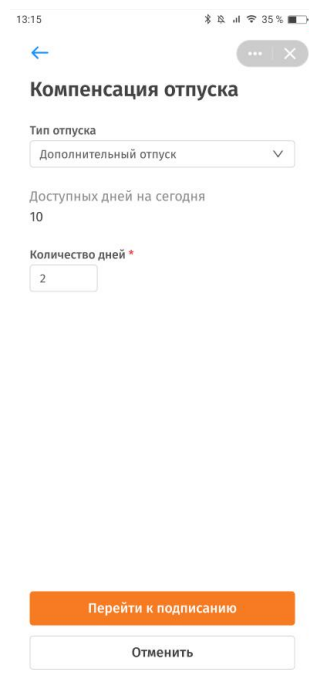 13:15
35 %
Компенсация отпуска
Тип отпуска
Дополнительный отпуск
Доступных дней на сегодня
10
Количество дней *
2
Перейти к подписанию
Отменить